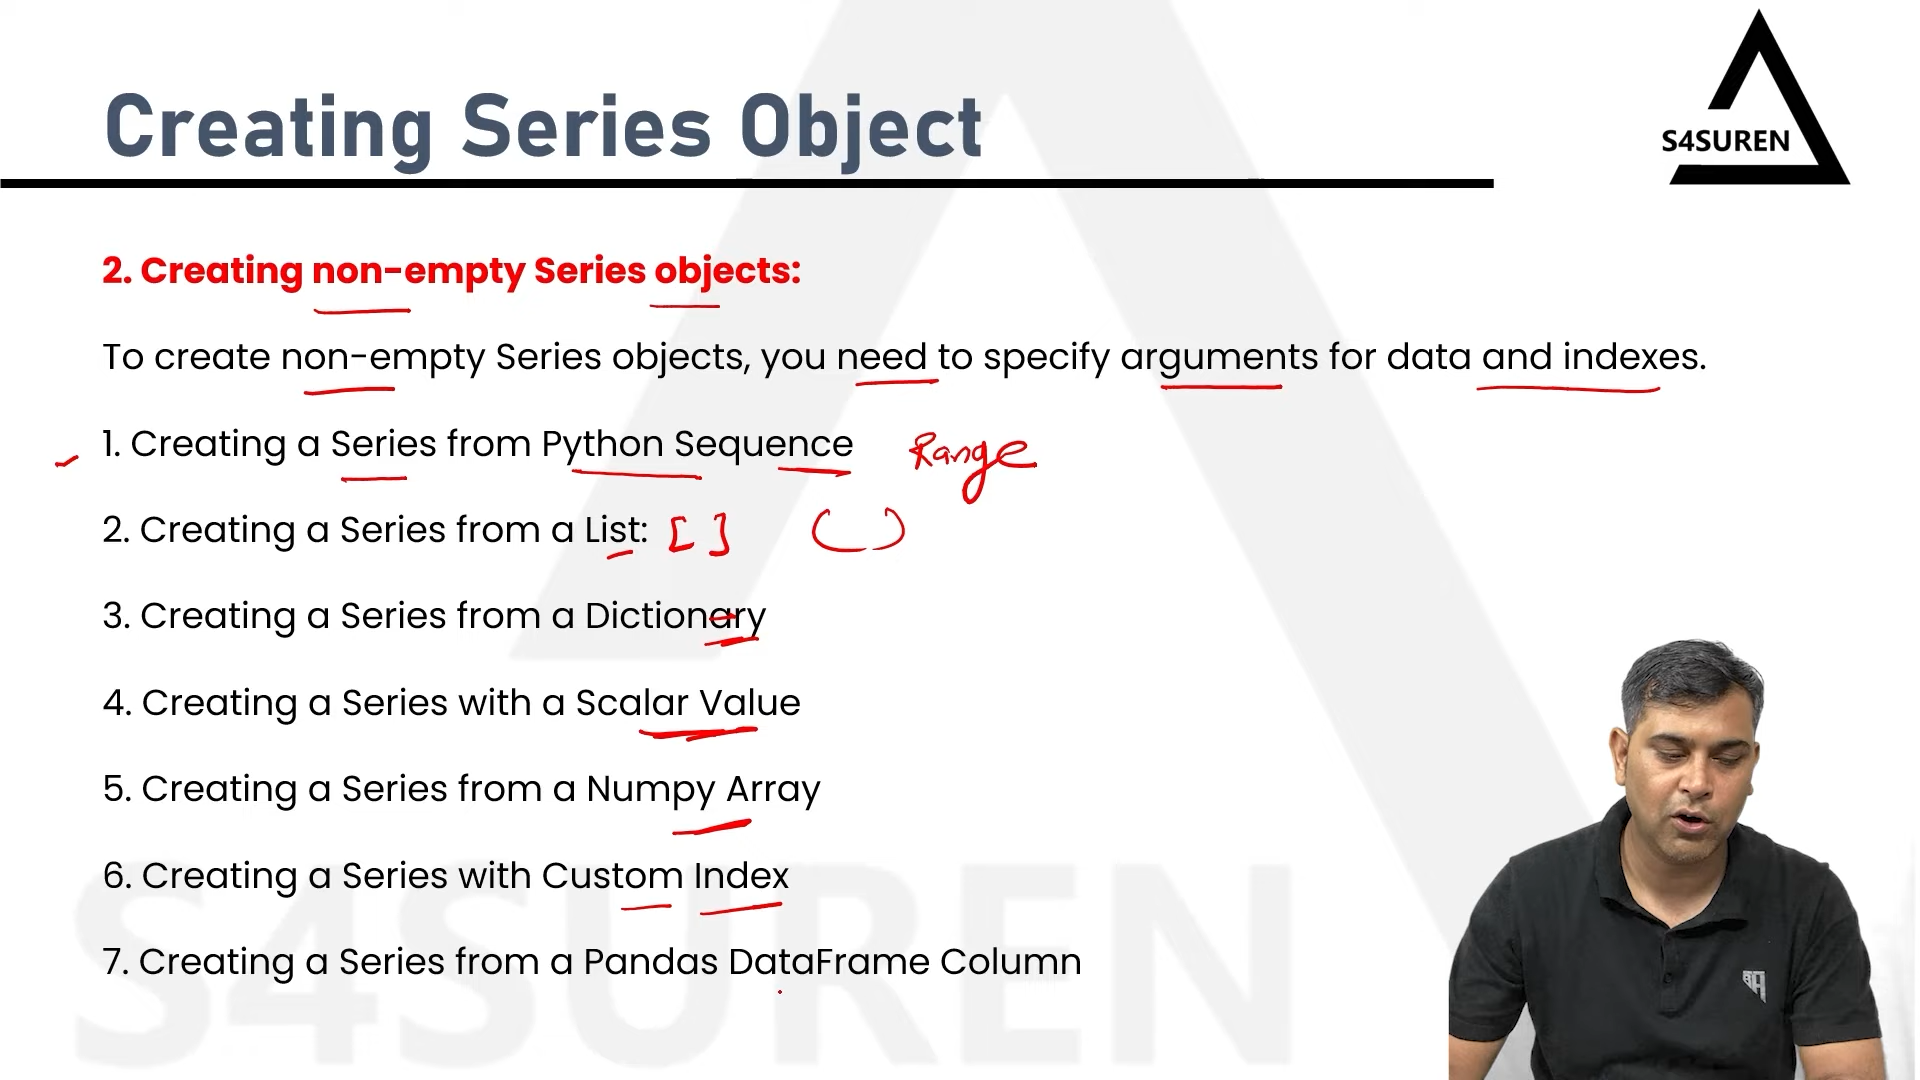 Creating Series Object
S4SUREN
2. Creating non-empty Series objects:
To create non-empty Series objects, you need to specify arguments for data and indexes.
1. Creating a Series from Python Sequence Range
2. Creating a Series from a List: [ ] ( )
3. Creating a Series from a Dictionary
4. Creating a Series with a Scalar Value
5. Creating a Series from a Numpy Array
6. Creating a Series with Custom Index
7. Creating a Series from a Pandas DataFrame Column
S4SUREN